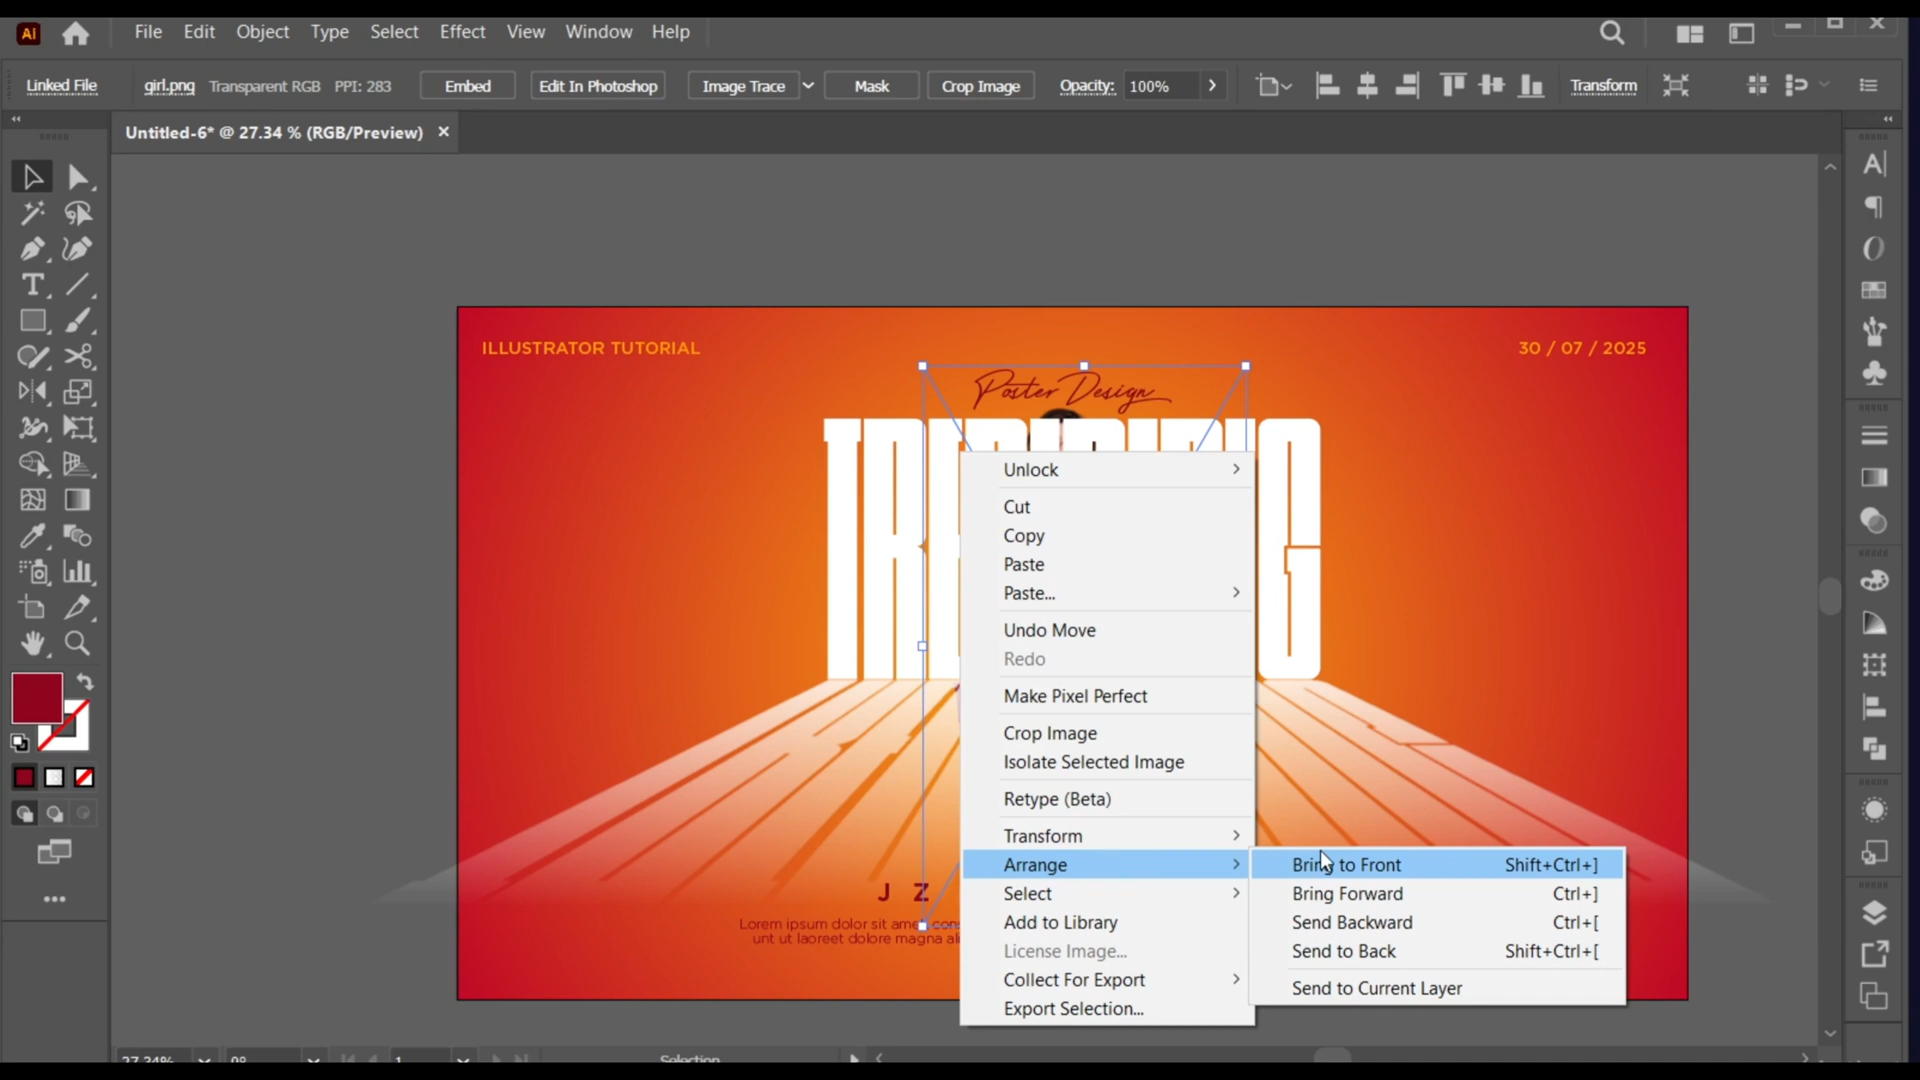 Ai
File Edit Object Type Select Effect View Window Help
Linked File girl.png Transparent RGB PPI: 283 Embed Edit In Photoshop Image Trace Mask Crop Image Opacity: 100% Transform
Untitled-6* @ 27.34 % (RGB/Preview) ×
ILLUSTRATOR TUTORIAL
30 / 07 / 2025
Poster Design
Unlock
Cut
Copy
Paste
Paste...
Undo Move
Redo
Make Pixel Perfect
Crop Image
Isolate Selected Image
Retype (Beta)
Transform
Arrange
Select
Add to Library
License Image...
Collect For Export
Export Selection...
Bring to Front Shift+Ctrl+]
Bring Forward Ctrl+]
Send Backward Ctrl+[
Send to Back Shift+Ctrl+[
Send to Current Layer
J Z
Lorem ipsum dolor sit amet
unt ut laoreet dolore magna
27.34% 0° 1 Selection